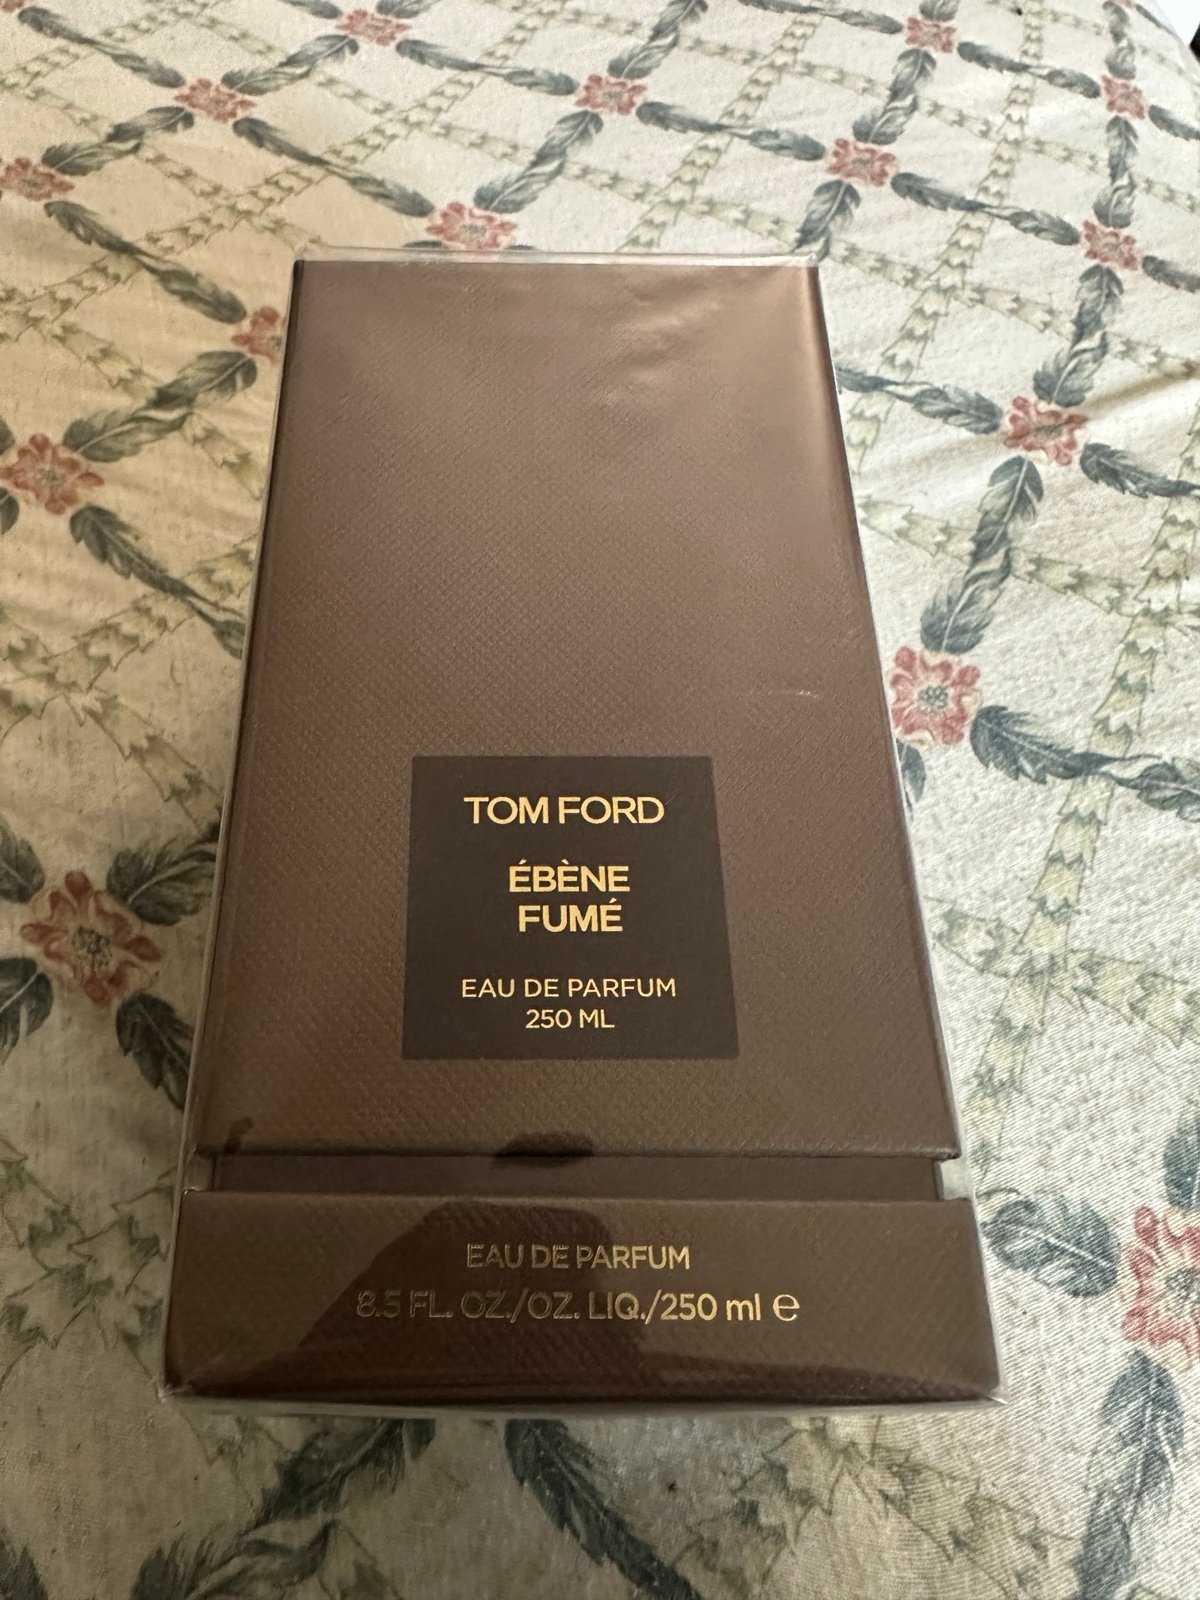 TOM FORD
ÉBÈNE
FUMÉ
EAU DE PARFUM
250 ML
EAU DE PARFUM
8.5 FL. OZ./OZ. LIQ./250 ml ℮